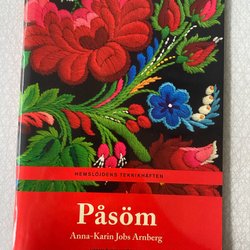 HEMSLÖJDENS TEKNIKHÄFTEN
Påsöm
Anna-Karin Jobs Arnberg